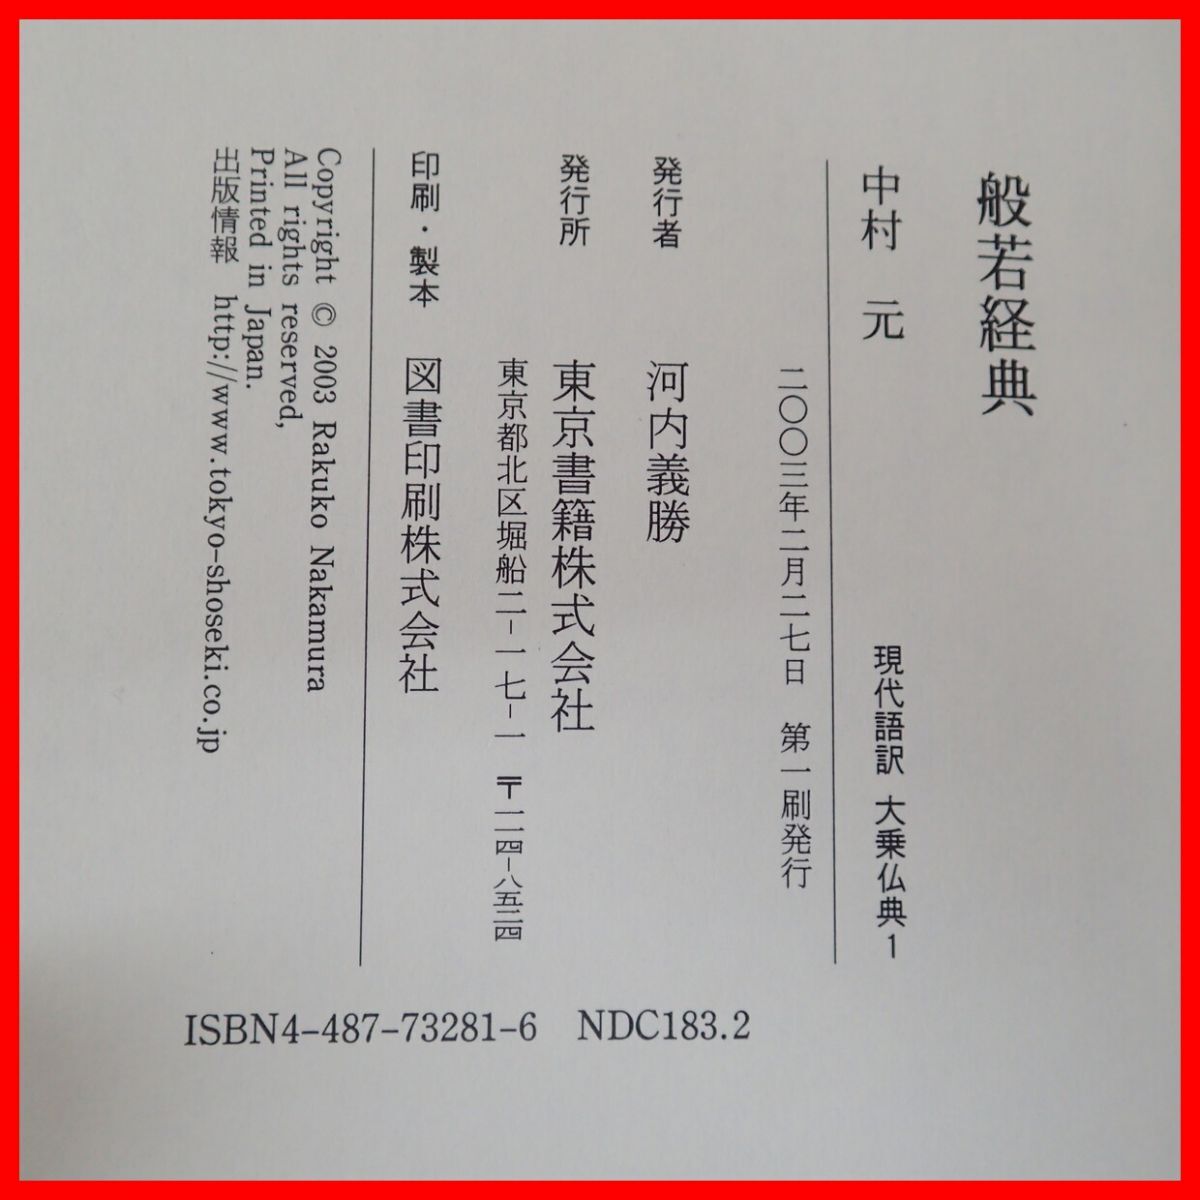 般若経典
現代語訳 大乗仏典1
中村 元
二〇〇三年二月二七日 第一刷発行
発行者 河内義勝
発行所 東京書籍株式会社
東京都北区堀船二-一七-一 〒一一四-八五二四
印刷・製本 図書印刷株式会社
Copyright © 2003 Rakuko Nakamura
All rights reserved,
Printed in Japan.
出版情報 http://www.tokyo-shoseki.co.jp
ISBN4-487-73281-6 NDC183.2